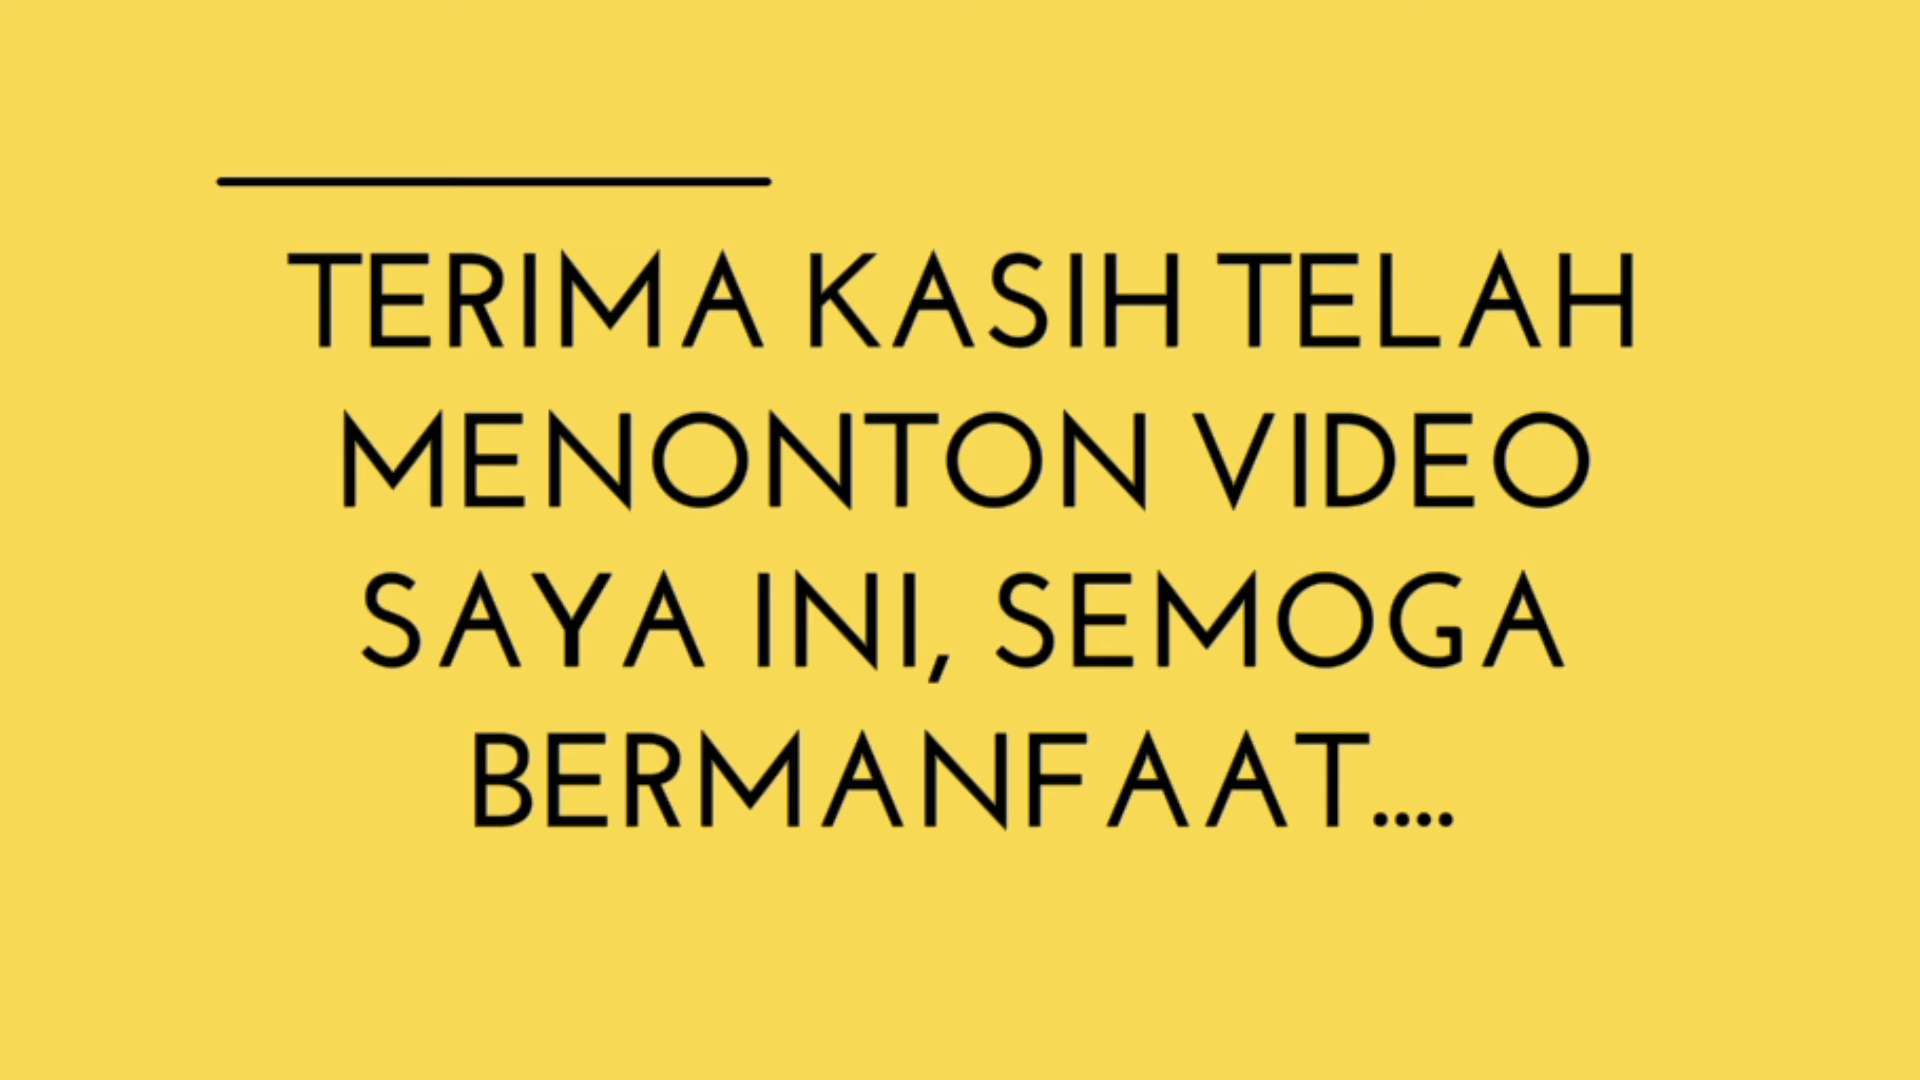 TERIMA KASIH TELAH
MENONTON VIDEO
SAYA INI, SEMOGA
BERMANFAAT....